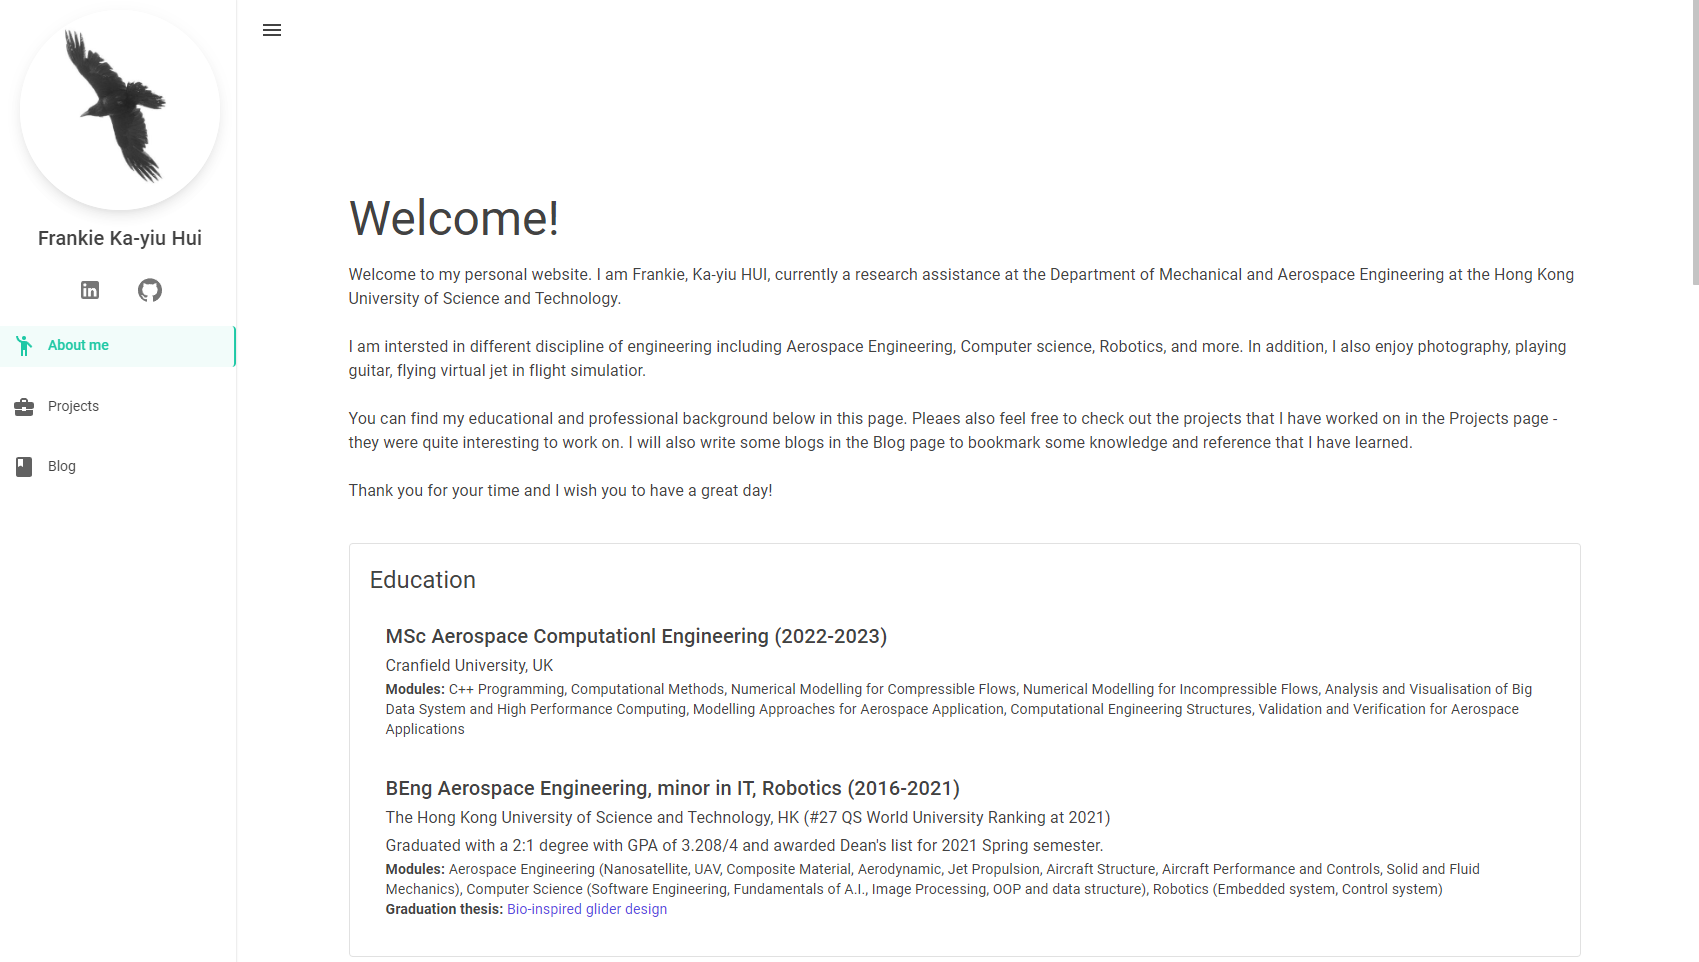 Frankie Ka-yiu Hui
About me
Projects
Blog
Welcome!
Welcome to my personal website. I am Frankie, Ka-yiu HUI, currently a research assistance at the Department of Mechanical and Aerospace Engineering at the Hong Kong
University of Science and Technology.
I am intersted in different discipline of engineering including Aerospace Engineering, Computer science, Robotics, and more. In addition, I also enjoy photography, playing
guitar, flying virtual jet in flight simulatior.
You can find my educational and professional background below in this page. Pleaes also feel free to check out the projects that I have worked on in the Projects page -
they were quite interesting to work on. I will also write some blogs in the Blog page to bookmark some knowledge and reference that I have learned.
Thank you for your time and I wish you to have a great day!
Education
MSc Aerospace Computationl Engineering (2022-2023)
Cranfield University, UK
Modules: C++ Programming, Computational Methods, Numerical Modelling for Compressible Flows, Numerical Modelling for Incompressible Flows, Analysis and Visualisation of Big
Data System and High Performance Computing, Modelling Approaches for Aerospace Application, Computational Engineering Structures, Validation and Verification for Aerospace
Applications
BEng Aerospace Engineering, minor in IT, Robotics (2016-2021)
The Hong Kong University of Science and Technology, HK (#27 QS World University Ranking at 2021)
Graduated with a 2:1 degree with GPA of 3.208/4 and awarded Dean's list for 2021 Spring semester.
Modules: Aerospace Engineering (Nanosatellite, UAV, Composite Material, Aerodynamic, Jet Propulsion, Aircraft Structure, Aircraft Performance and Controls, Solid and Fluid
Mechanics), Computer Science (Software Engineering, Fundamentals of A.I., Image Processing, OOP and data structure), Robotics (Embedded system, Control system)
Graduation thesis: Bio-inspired glider design